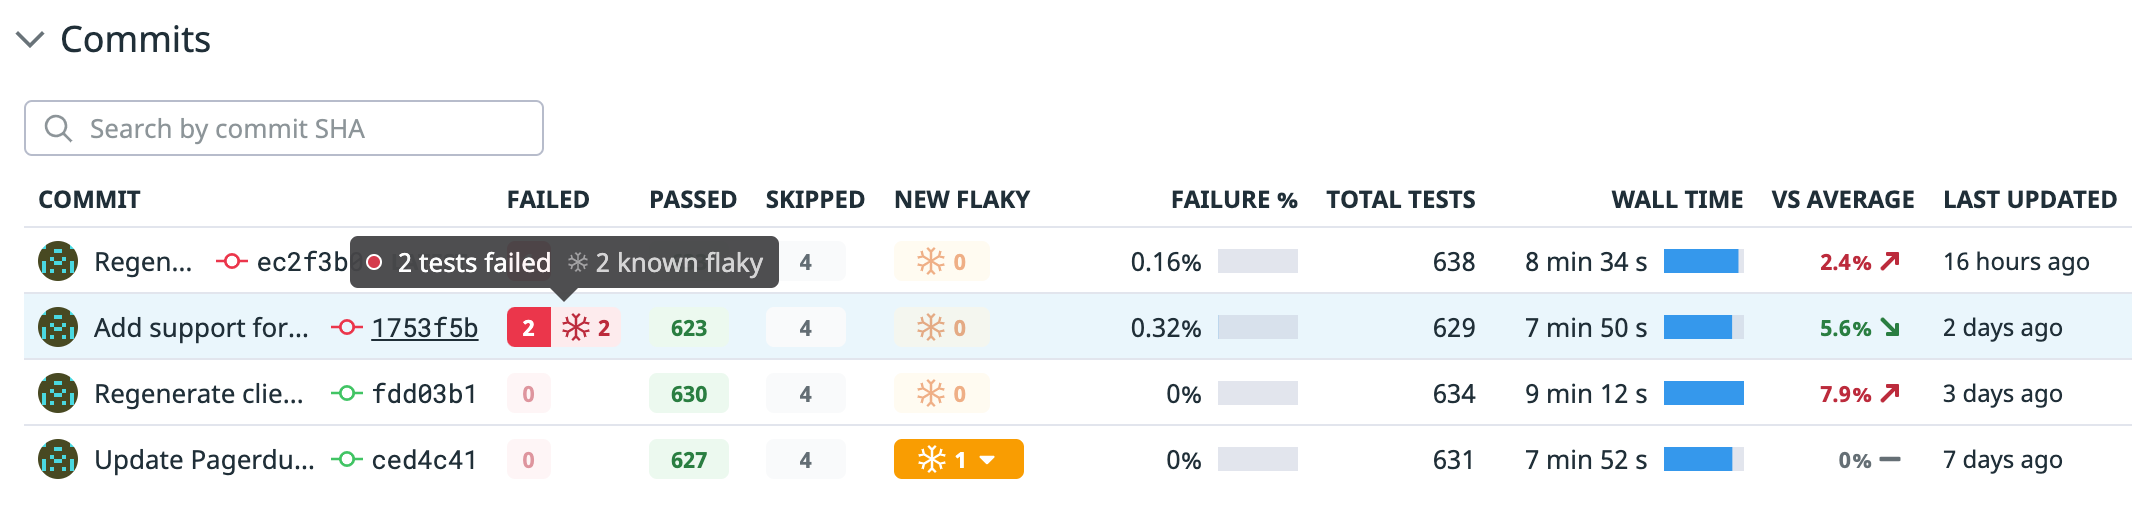 Commits
Search by commit SHA
COMMIT FAILED PASSED SKIPPED NEW FLAKY FAILURE % TOTAL TESTS WALL TIME VS AVERAGE LAST UPDATED
Regen... ec2f3b 2 tests failed 2 known flaky 4 0 0.16% 638 8 min 34 s 2.4% 16 hours ago
Add support for... 1753f5b 2 2 623 4 0 0.32% 629 7 min 50 s 5.6% 2 days ago
Regenerate clie... fdd03b1 0 630 4 0 0% 634 9 min 12 s 7.9% 3 days ago
Update Pagerdu... ced4c41 0 627 4 1 0% 631 7 min 52 s 0% 7 days ago